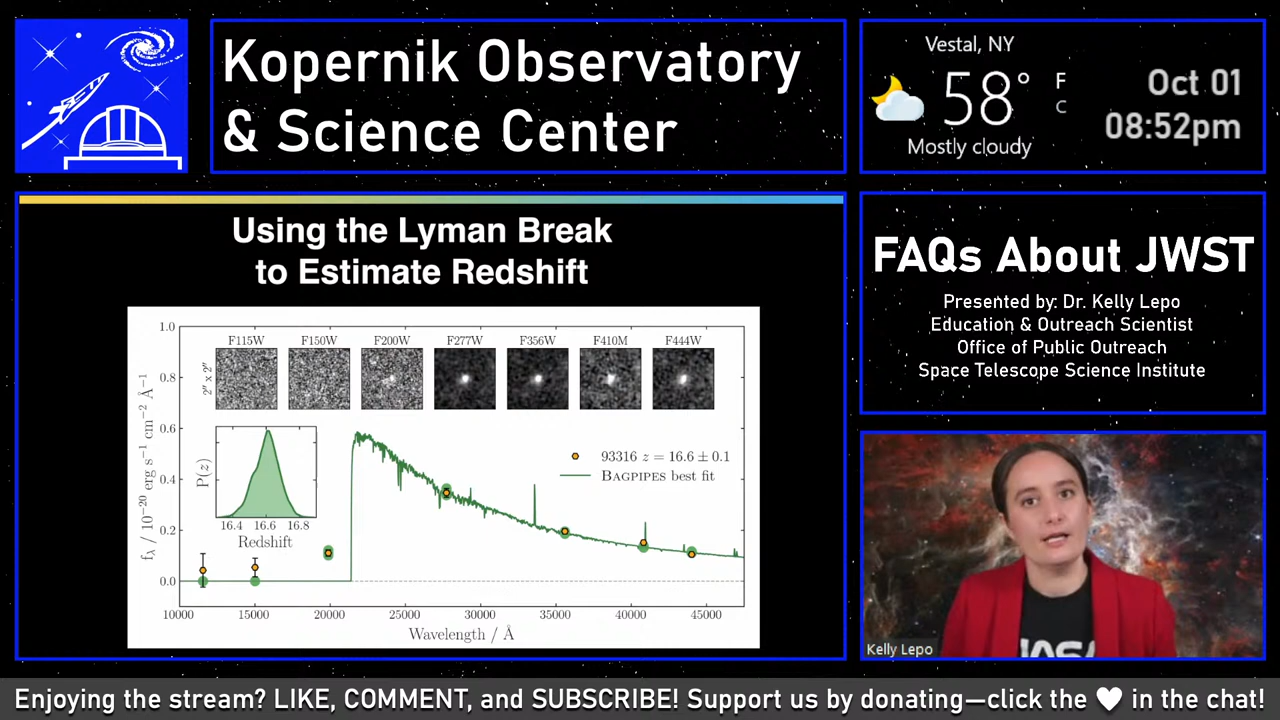 Kopernik Observatory
& Science Center
Vestal, NY
58°
F
C
Mostly cloudy
Oct 01
08:52pm
Using the Lyman Break
to Estimate Redshift
F115W F150W F200W F277W F356W F410M F444W
2″ x 2″
1.0
0.8
0.6
0.4
0.2
0.0
f_λ / 10⁻²⁰ erg s⁻¹ cm⁻² Å⁻¹
P(z)
16.4 16.6 16.8
Redshift
93316 z = 16.6 ± 0.1
BAGPIPES best fit
10000 15000 20000 25000 30000 35000 40000 45000
Wavelength / Å
FAQs About JWST
Presented by: Dr. Kelly Lepo
Education & Outreach Scientist
Office of Public Outreach
Space Telescope Science Institute
Kelly Lepo
Enjoying the stream? LIKE, COMMENT, and SUBSCRIBE! Support us by donating—click the ♥ in the chat!